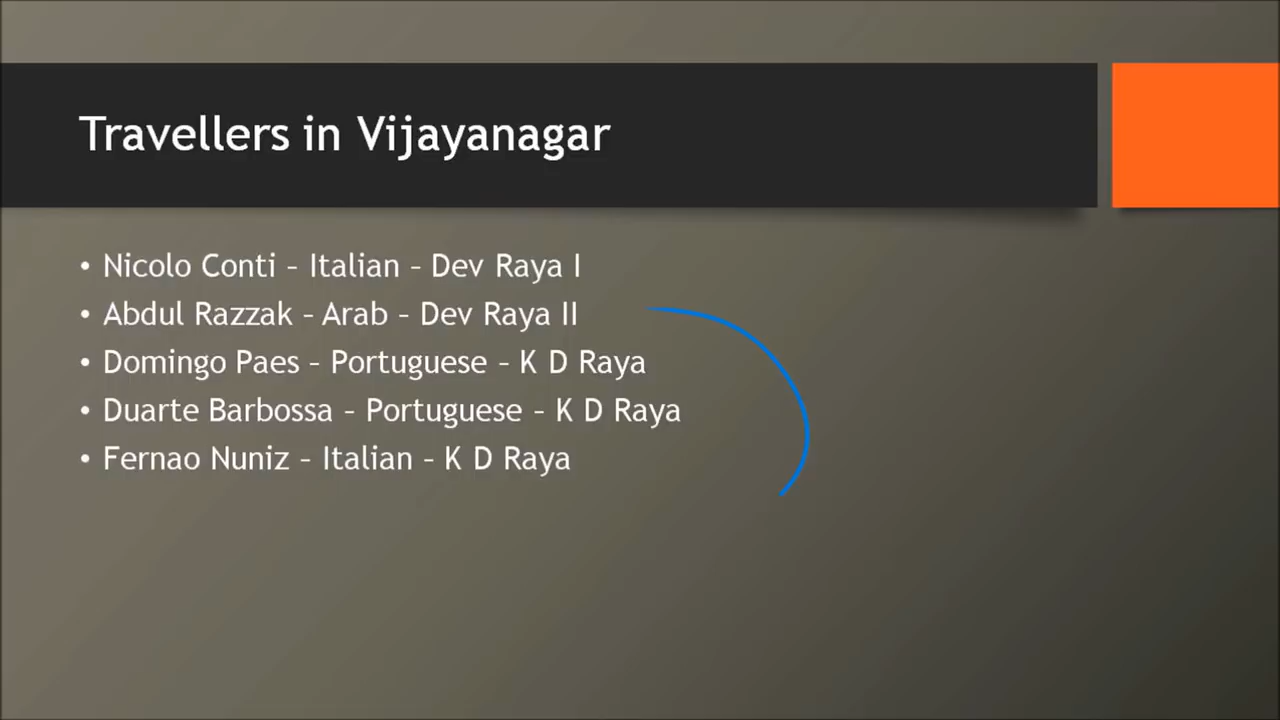 Travellers in Vijayanagar
• Nicolo Conti – Italian – Dev Raya I
• Abdul Razzak – Arab – Dev Raya II
• Domingo Paes – Portuguese – K D Raya
• Duarte Barbossa – Portuguese – K D Raya
• Fernao Nuniz – Italian – K D Raya